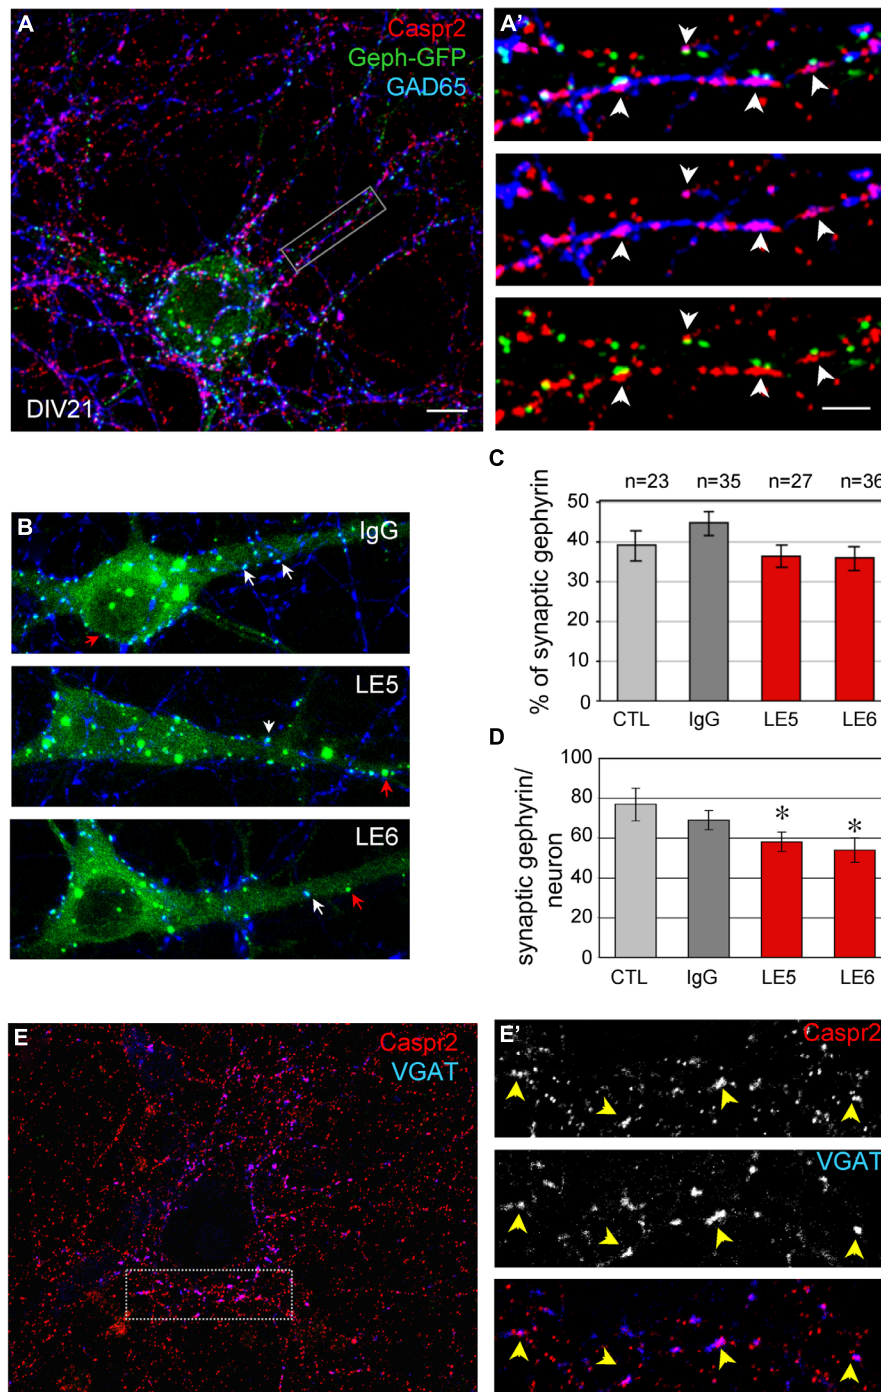 A
Caspr2
Geph-GFP
GAD65
DIV21
A'
B
IgG
LE5
LE6
C
n=23 n=35 n=27 n=36
% of synaptic gephyrin
50
40
30
20
10
0
CTL IgG LE5 LE6
D
synaptic gephyrin/
neuron
100
80
60
40
20
0
*
*
CTL IgG LE5 LE6
E
Caspr2
VGAT
E'
Caspr2
VGAT